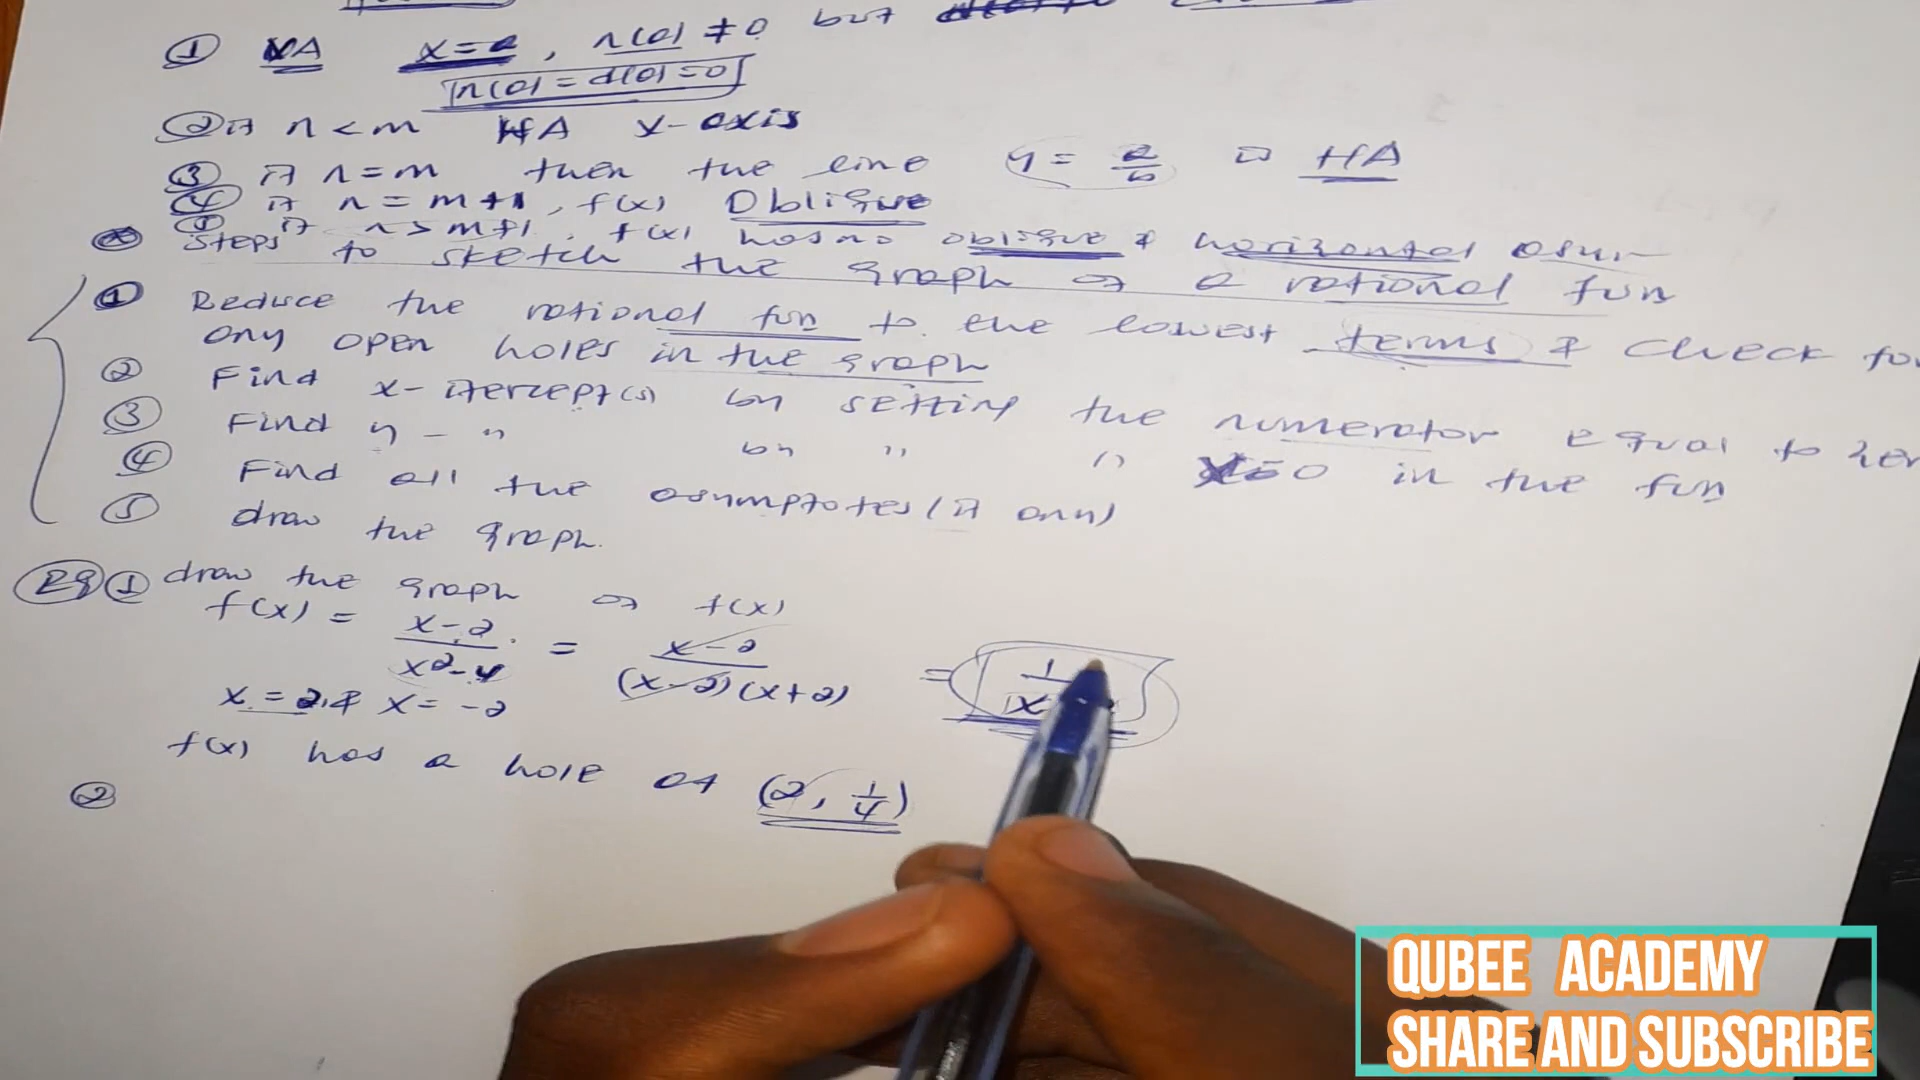 ① VA x=a, n(a) ≠ 0 but
n(a) = d(a) = 0
② if n < m HA x-axis
③ if n = m then the line y = a/b is HA
④ if n = m+1, f(x) Oblique
⑤ if n > m+1, f(x) has no oblique & horizontal asym
Steps to sketch the graph of a rational fun
① Reduce the rational fun to the lowest terms & check for
any open holes in the graph
② Find x-itercept(s) by setting the numerator equal to zer
③ Find y - " by " " x=0 in the fun
④ Find all the asymptotes (if any)
⑤ draw the graph.
Eg ① draw the graph of f(x)
f(x) = x-2 / x2-4 = x-2 / (x-2)(x+2) = 1 / x
x = 2 & x = -2
f(x) has a hole at (2, 1/4)
②
QUBEE ACADEMY
SHARE AND SUBSCRIBE